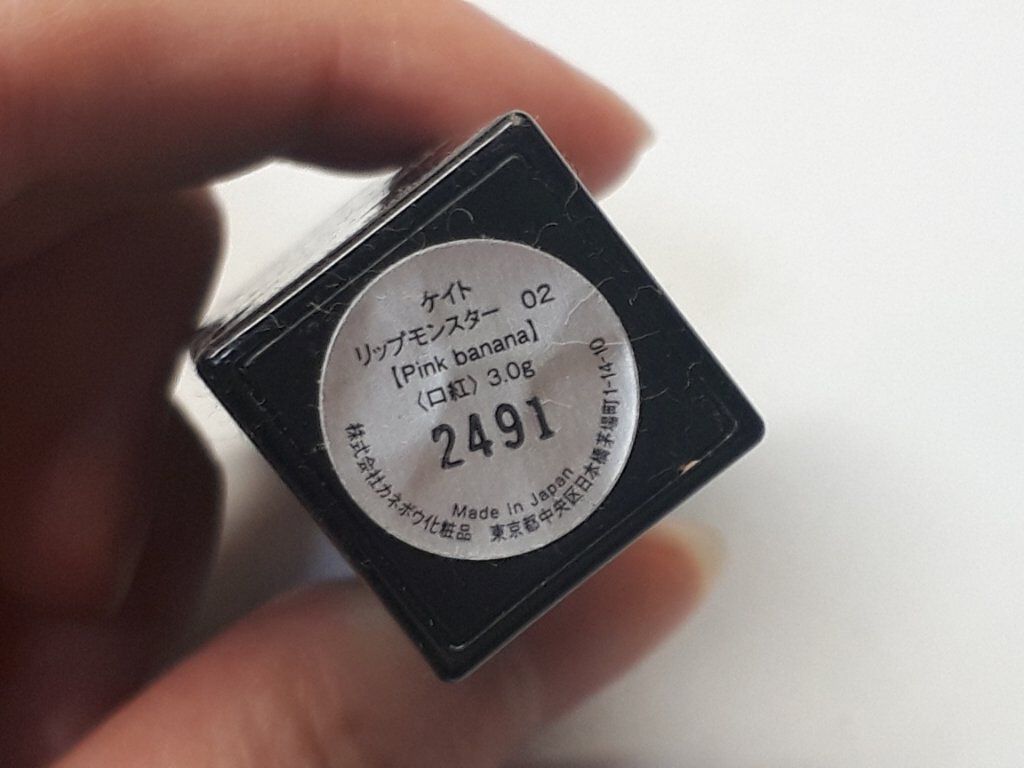 ケイト
リップモンスター 02
【Pink banana】
〈口紅〉 3.0g
2491
Made in Japan
株式会社カネボウ化粧品 東京都中央区日本橋茅場町1-14-10